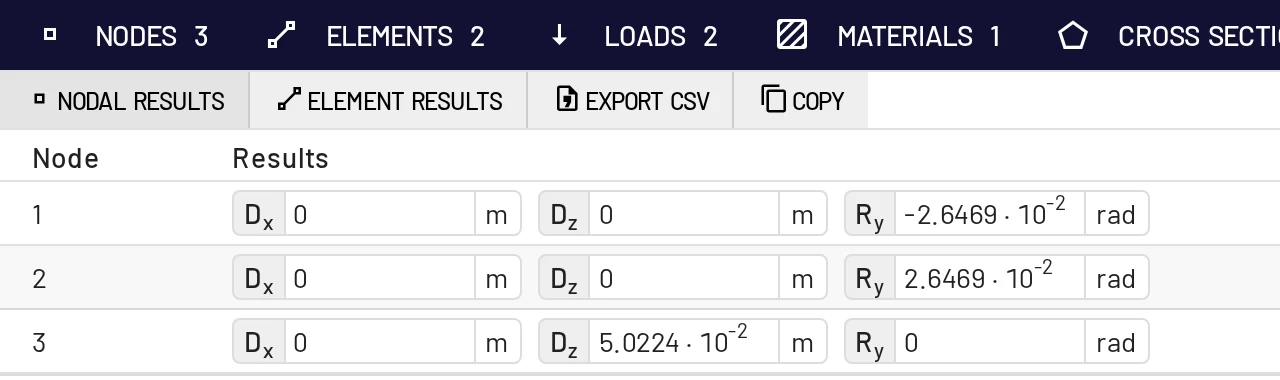 NODES 3 ELEMENTS 2 LOADS 2 MATERIALS 1 CROSS SECTI
NODAL RESULTS ELEMENT RESULTS EXPORT CSV COPY
Node Results
1 Dx 0 m Dz 0 m Ry -2.6469 · 10⁻² rad
2 Dx 0 m Dz 0 m Ry 2.6469 · 10⁻² rad
3 Dx 0 m Dz 5.0224 · 10⁻² m Ry 0 rad